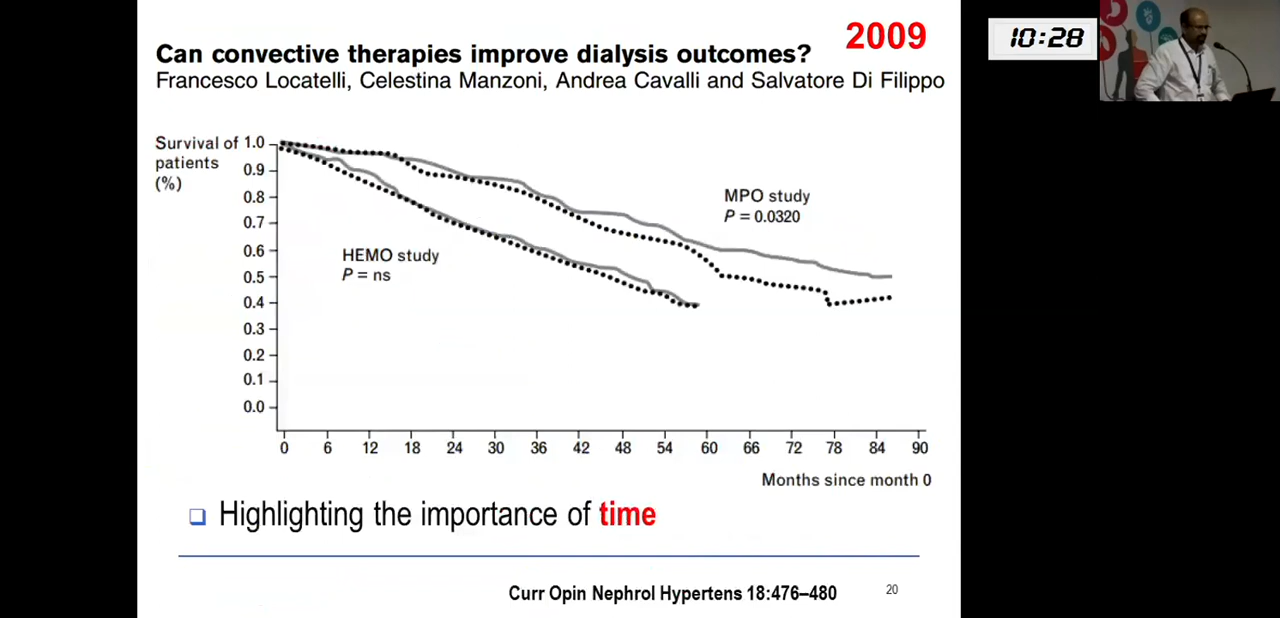 2009
10:28
Can convective therapies improve dialysis outcomes?
Francesco Locatelli, Celestina Manzoni, Andrea Cavalli and Salvatore Di Filippo
Survival of
patients
(%)
1.0
0.9
0.8
0.7
0.6
0.5
0.4
0.3
0.2
0.1
0.0
MPO study
P = 0.0320
HEMO study
P = ns
0 6 12 18 24 30 36 42 48 54 60 66 72 78 84 90
Months since month 0
❑ Highlighting the importance of time
Curr Opin Nephrol Hypertens 18:476–480
20